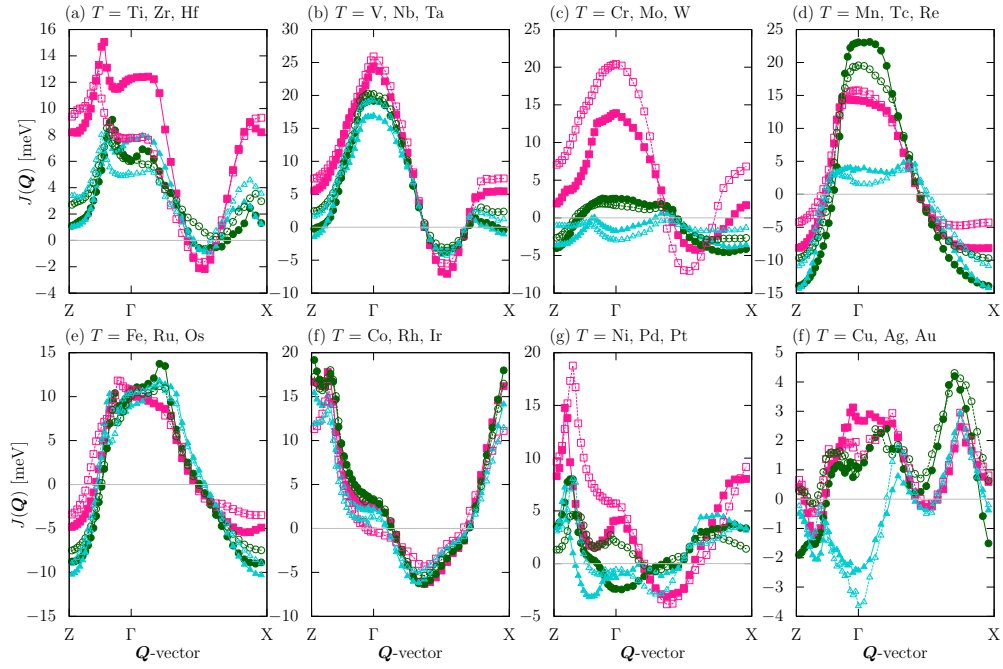 (a) T = Ti, Zr, Hf
(b) T = V, Nb, Ta
(c) T = Cr, Mo, W
(d) T = Mn, Tc, Re
J(Q) [meV]
16
14
12
10
8
6
4
2
0
−2
−4
Z
Γ
X
30
25
20
15
10
5
0
−5
−10
Z
Γ
X
30
25
20
15
10
5
0
−5
−10
Z
Γ
X
25
20
15
10
5
0
−5
−10
−15
Z
Γ
X
(e) T = Fe, Ru, Os
(f) T = Co, Rh, Ir
(g) T = Ni, Pd, Pt
(f) T = Cu, Ag, Au
J(Q) [meV]
15
10
5
0
−5
−10
−15
Z
Γ
X
Q-vector
20
15
10
5
0
−5
−10
Z
Γ
X
Q-vector
20
15
10
5
0
−5
Z
Γ
X
Q-vector
5
4
3
2
1
0
−1
−2
−3
−4
Z
Γ
X
Q-vector